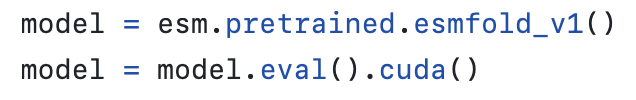 model = esm.pretrained.esmfold_v1()
model = model.eval().cuda()